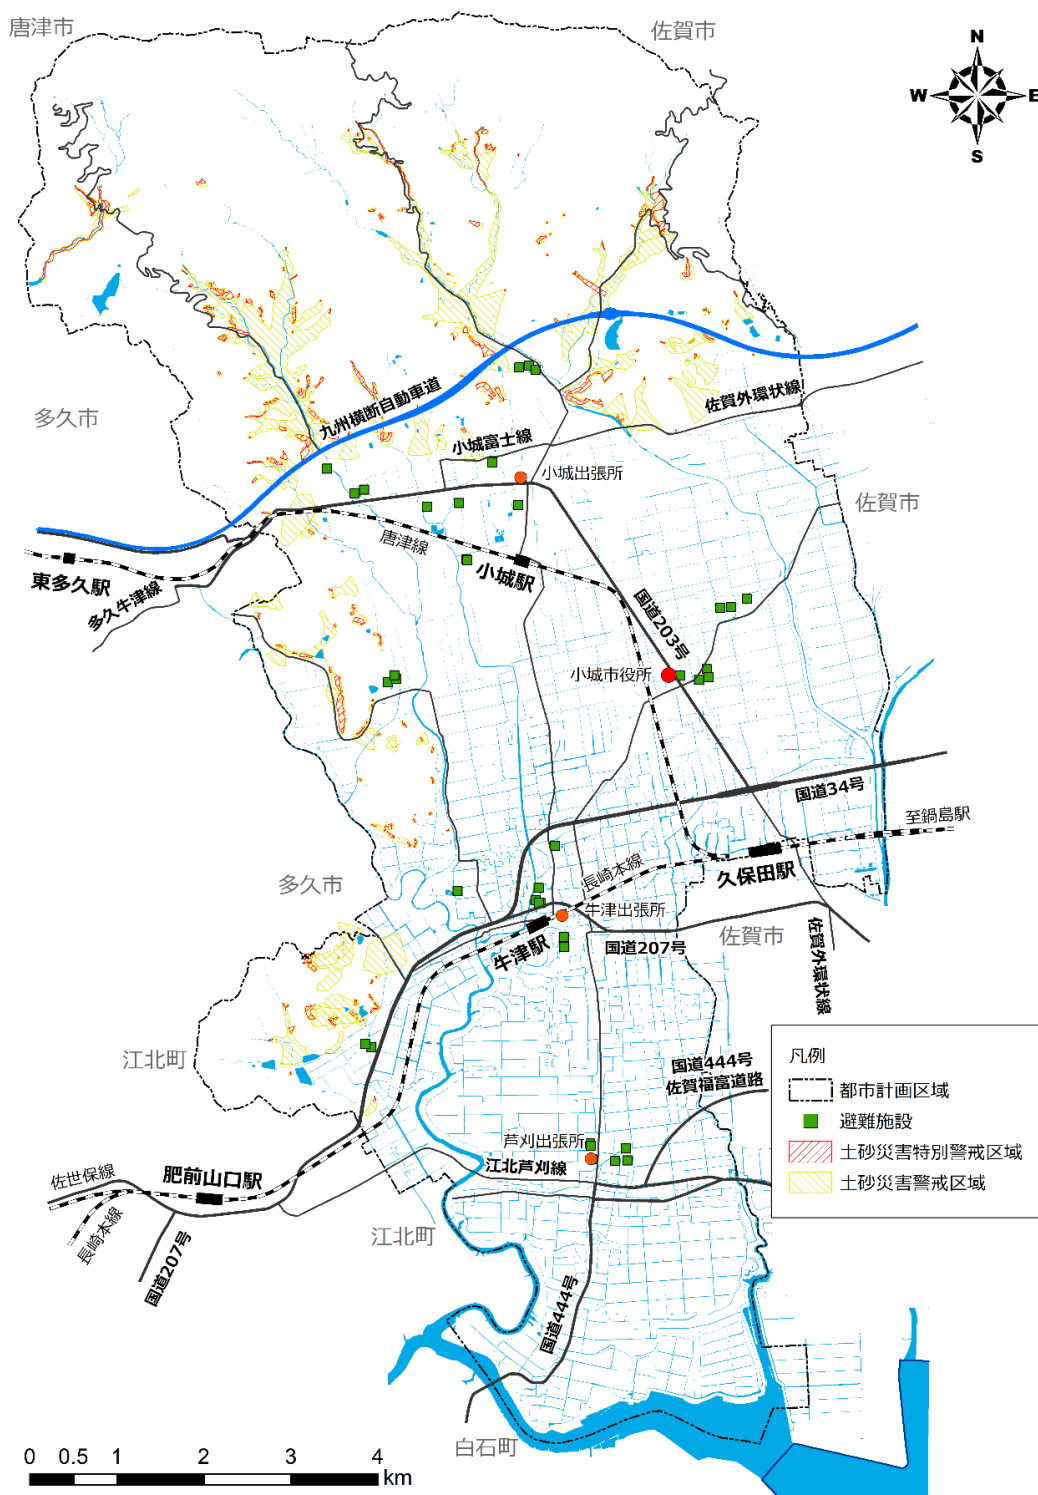 唐津市
佐賀市
N
W
E
S
多久市
九州横断自動車道
佐賀外環状線
小城富士線
小城出張所
佐賀市
唐津線
小城駅
東多久駅
多久牛津線
国道203号
小城市役所
国道34号
至鍋島駅
長崎本線
久保田駅
多久市
牛津出張所
牛津駅
国道207号
佐賀市
佐賀外環状線
江北町
国道444号
佐賀福富道路
凡例
都市計画区域
避難施設
土砂災害特別警戒区域
土砂災害警戒区域
芦刈出張所
江北芦刈線
佐世保線
肥前山口駅
長崎本線
国道207号
江北町
国道444号
白石町
0 0.5 1 2 3 4
km